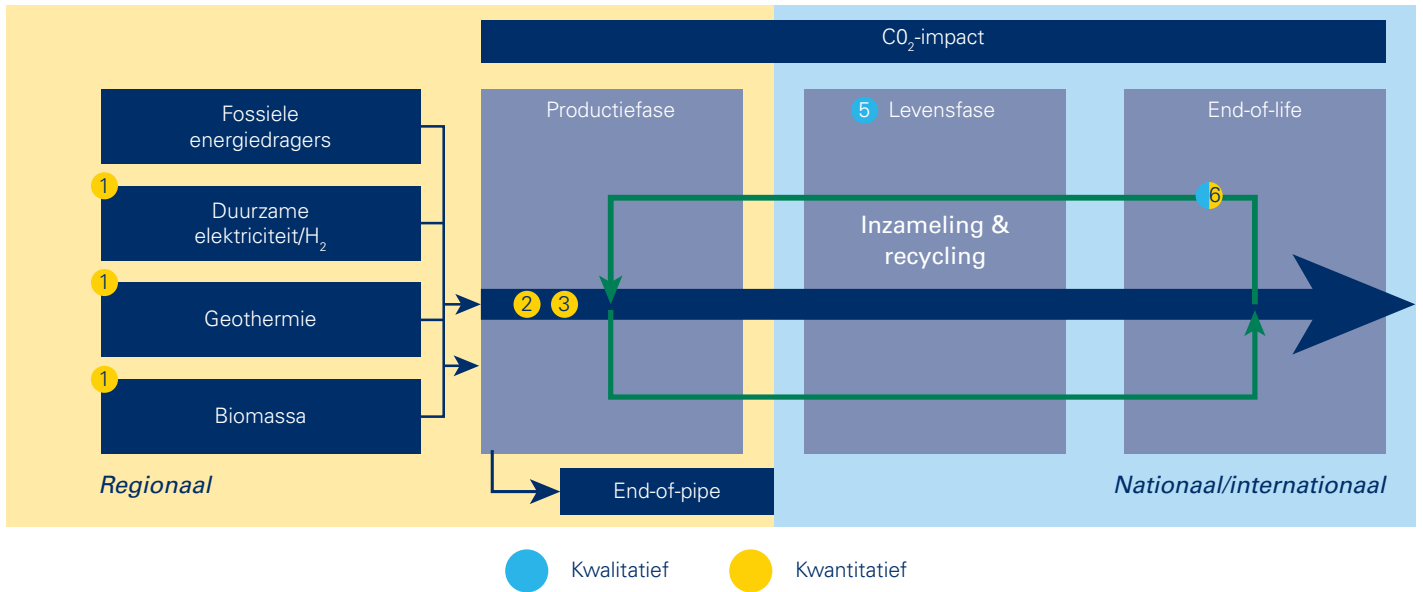 C0₂-impact
Fossiele
energiedragers
1
Duurzame
elektriciteit/H₂
1
Geothermie
1
Biomassa
Regionaal
Productiefase
2 3
End-of-pipe
5 Levensfase
Inzameling &
recycling
End-of-life
6
Nationaal/internationaal
Kwalitatief
Kwantitatief